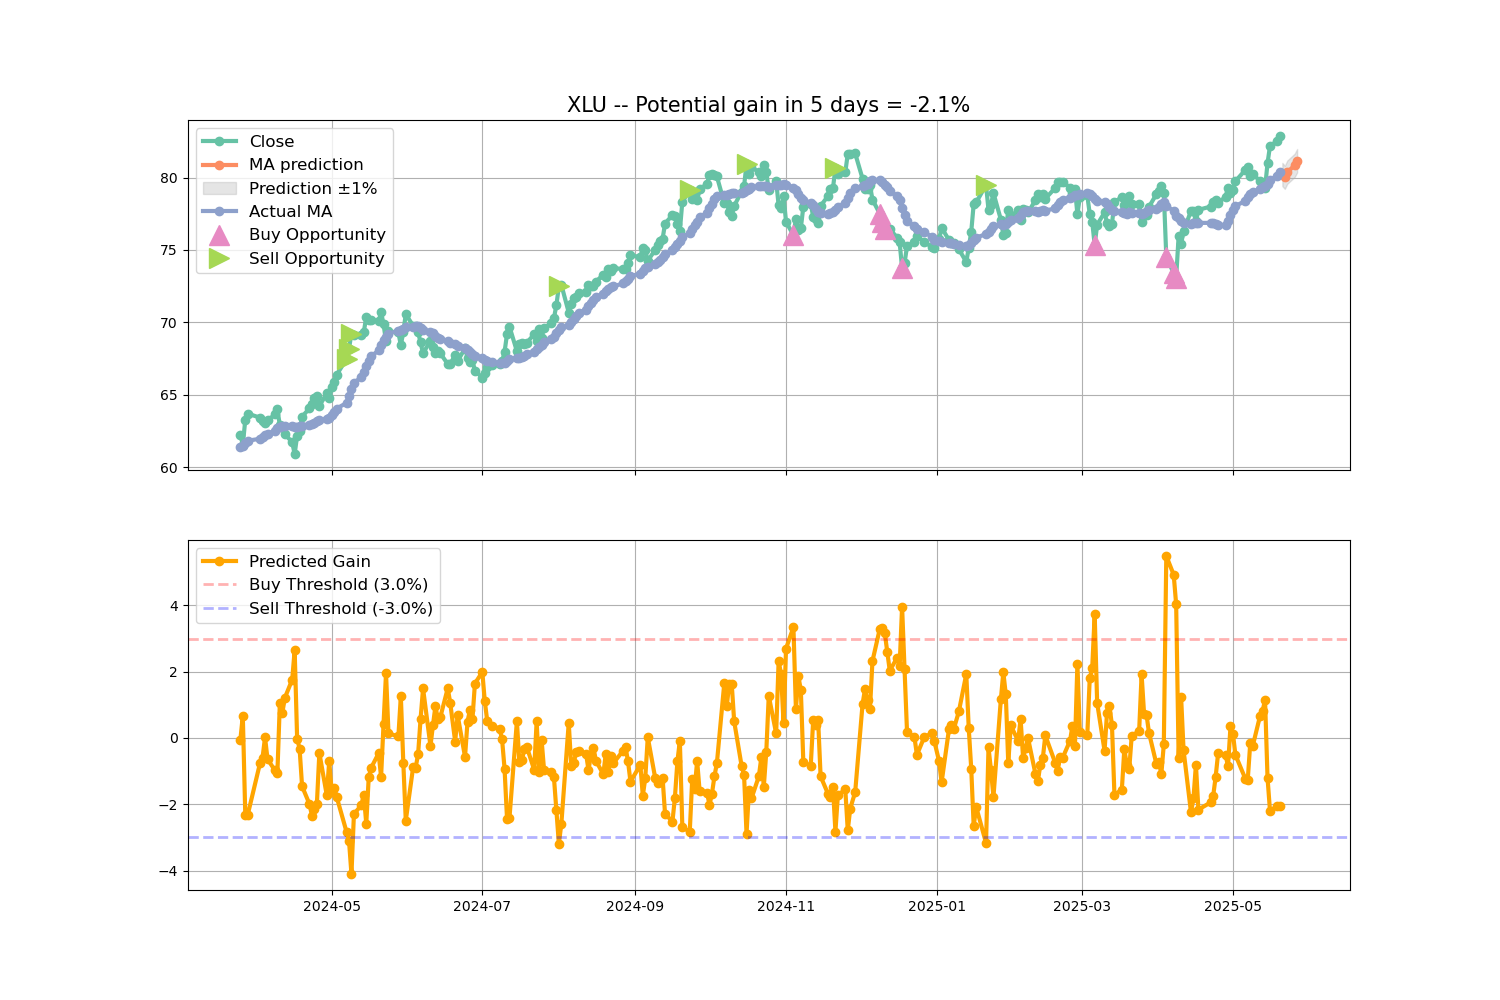 XLU -- Potential gain in 5 days = -2.1%
Close
MA prediction
Prediction ±1%
Actual MA
Buy Opportunity
Sell Opportunity
80
75
70
65
60
Predicted Gain
Buy Threshold (3.0%)
Sell Threshold (-3.0%)
4
2
0
−2
−4
2024-05 2024-07 2024-09 2024-11 2025-01 2025-03 2025-05